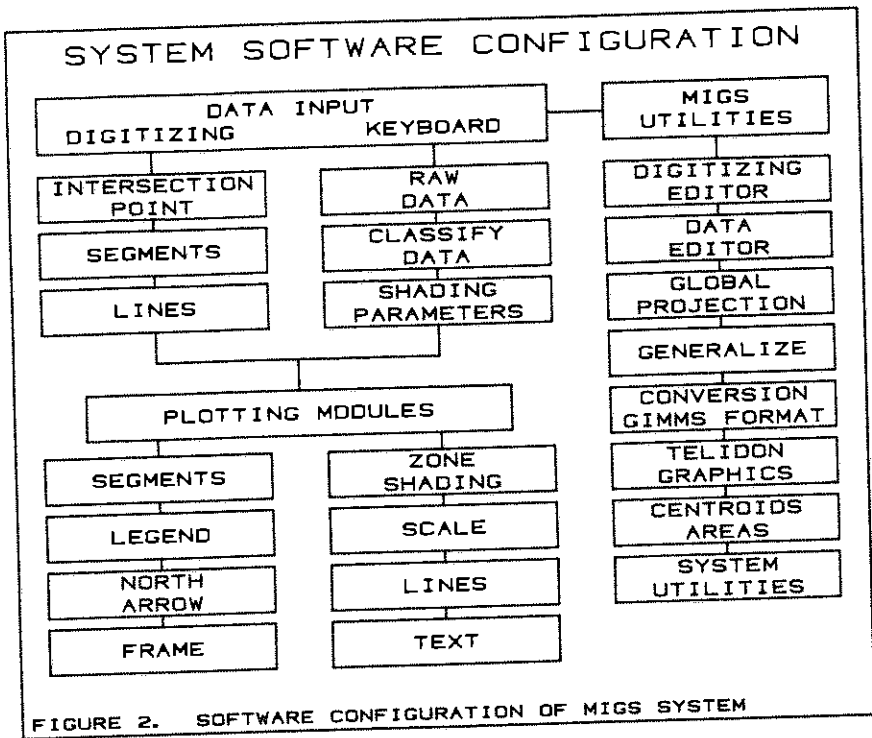 SYSTEM SOFTWARE CONFIGURATION
DATA INPUT
DIGITIZING KEYBOARD
MIGS
UTILITIES
INTERSECTION
POINT
SEGMENTS
LINES
RAW
DATA
CLASSIFY
DATA
SHADING
PARAMETERS
DIGITIZING
EDITOR
DATA
EDITOR
GLOBAL
PROJECTION
GENERALIZE
CONVERSION
GIMMS FORMAT
TELIDON
GRAPHICS
CENTROIDS
AREAS
SYSTEM
UTILITIES
PLOTTING MODULES
SEGMENTS
LEGEND
NORTH
ARROW
FRAME
ZONE
SHADING
SCALE
LINES
TEXT
FIGURE 2. SOFTWARE CONFIGURATION OF MIGS SYSTEM